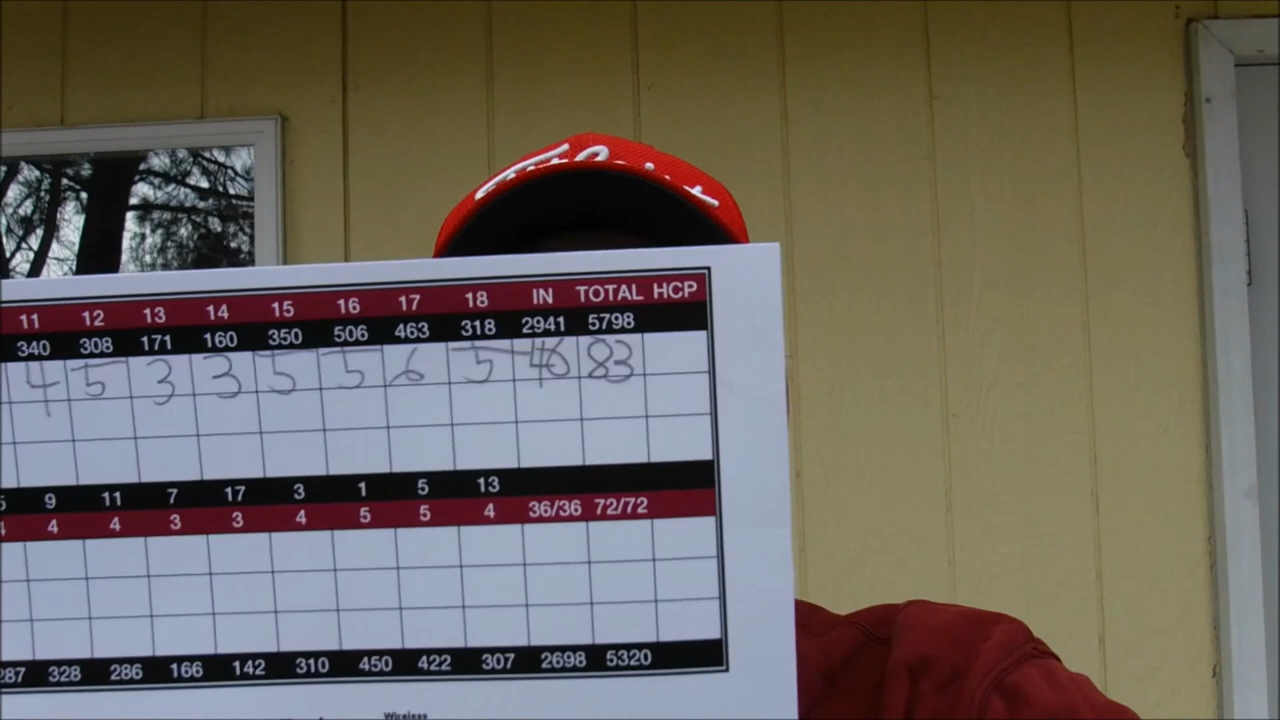 11 12 13 14 15 16 17 18 IN TOTAL HCP
340 308 171 160 350 506 463 318 2941 5798
4 5 3 3 5 5 6 5 46 83
9 11 7 17 3 1 5 13
4 4 3 3 4 5 5 4 36/36 72/72
287 328 286 166 142 310 450 422 307 2698 5320
Wireless